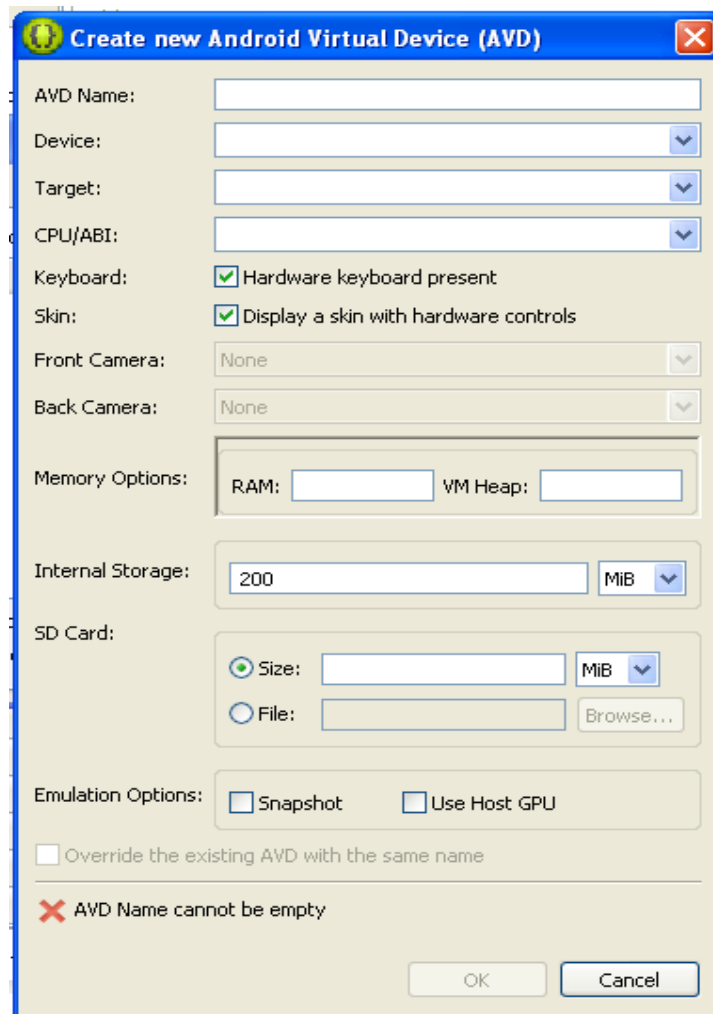 Create new Android Virtual Device (AVD)
AVD Name:
Device:
Target:
CPU/ABI:
Keyboard: Hardware keyboard present
Skin: Display a skin with hardware controls
Front Camera: None
Back Camera: None
Memory Options: RAM: VM Heap:
Internal Storage: 200 MiB
SD Card:
Size: MiB
File: Browse...
Emulation Options: Snapshot Use Host GPU
Override the existing AVD with the same name
AVD Name cannot be empty
OK Cancel